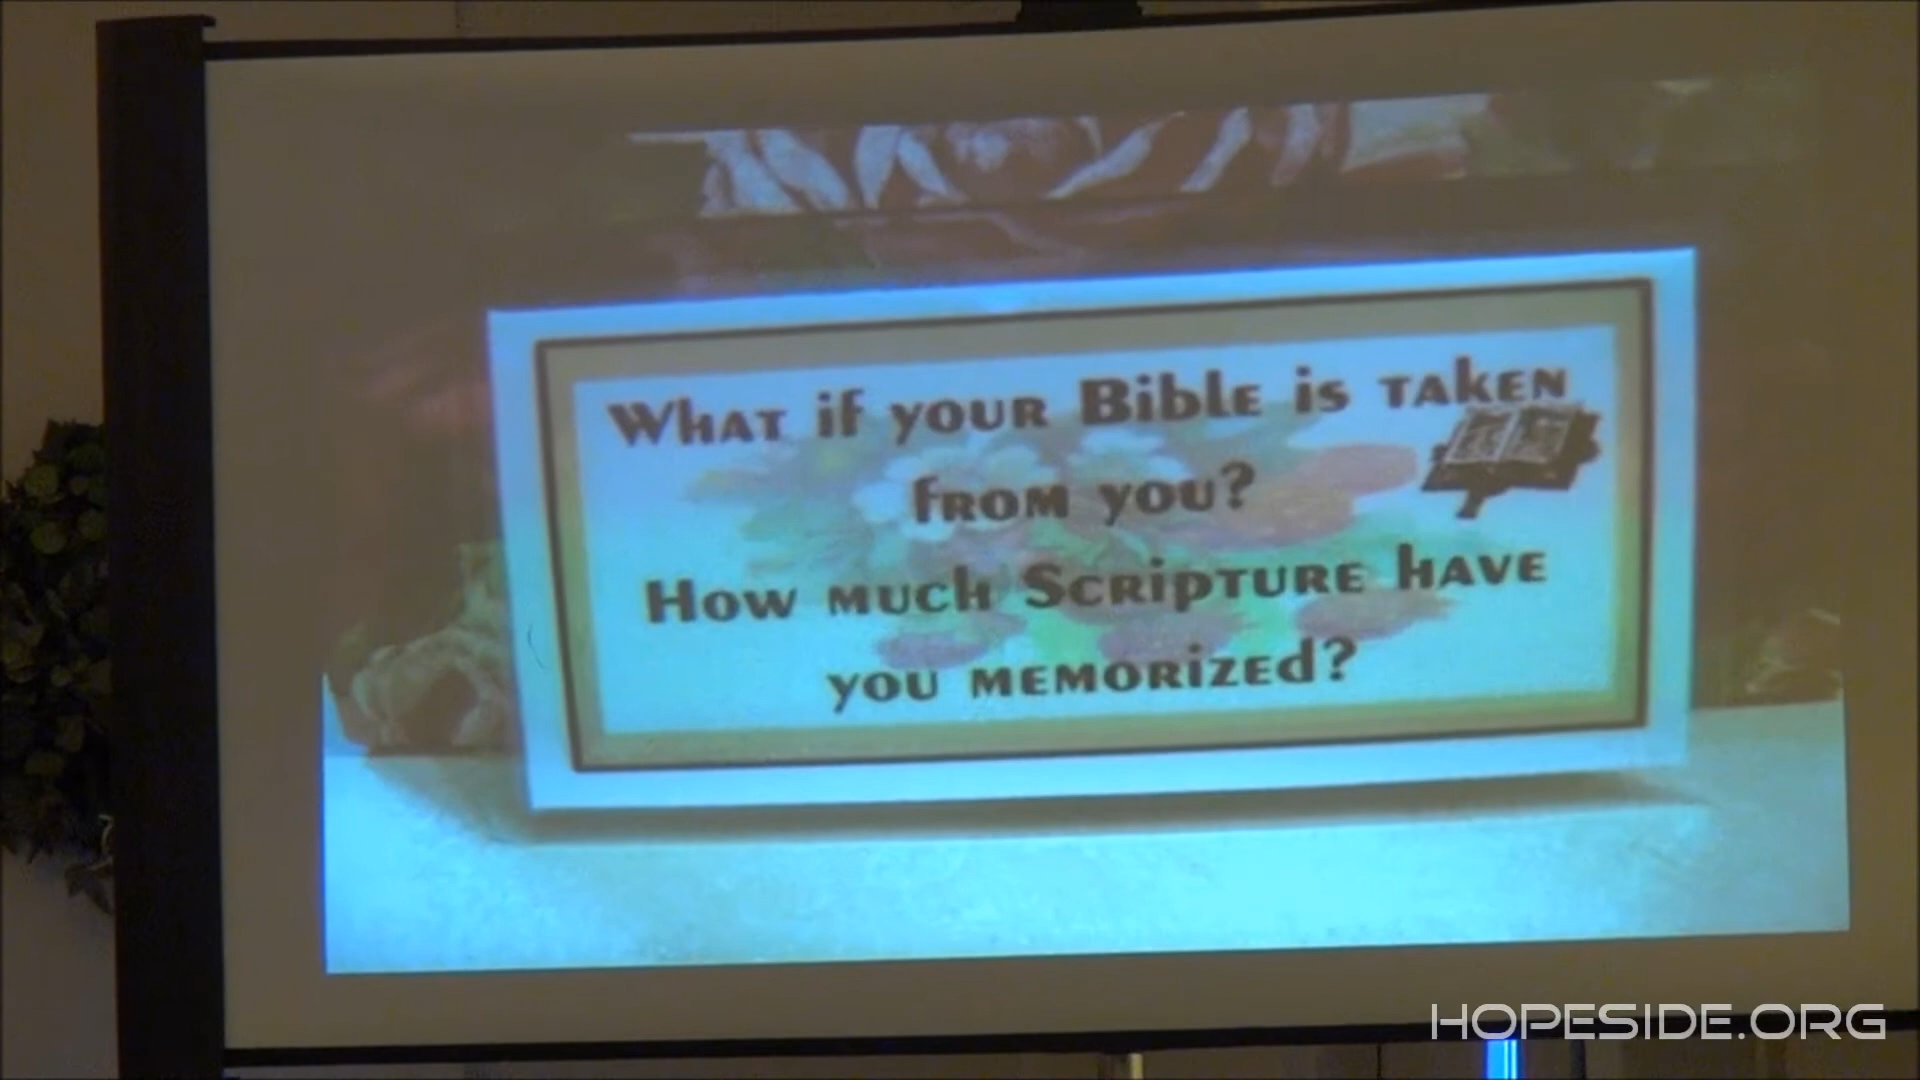 What if your Bible is taken
from you?
How much Scripture have
you memorized?
HOPESIDE.ORG